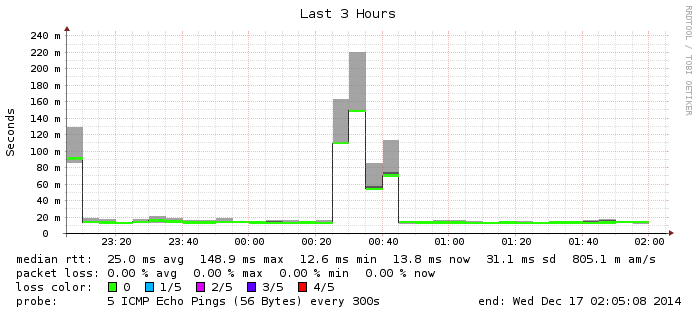 Last 3 Hours
RRDTOOL / TOBI OETIKER
Seconds
240 m
220 m
200 m
180 m
160 m
140 m
120 m
100 m
80 m
60 m
40 m
20 m
0
23:20 23:40 00:00 00:20 00:40 01:00 01:20 01:40 02:00
median rtt: 25.0 ms avg 148.9 ms max 12.6 ms min 13.8 ms now 31.1 ms sd 805.1 m am/s
packet loss: 0.00 % avg 0.00 % max 0.00 % min 0.00 % now
loss color: 0 1/5 2/5 3/5 4/5
probe: 5 ICMP Echo Pings (56 Bytes) every 300s end: Wed Dec 17 02:05:08 2014